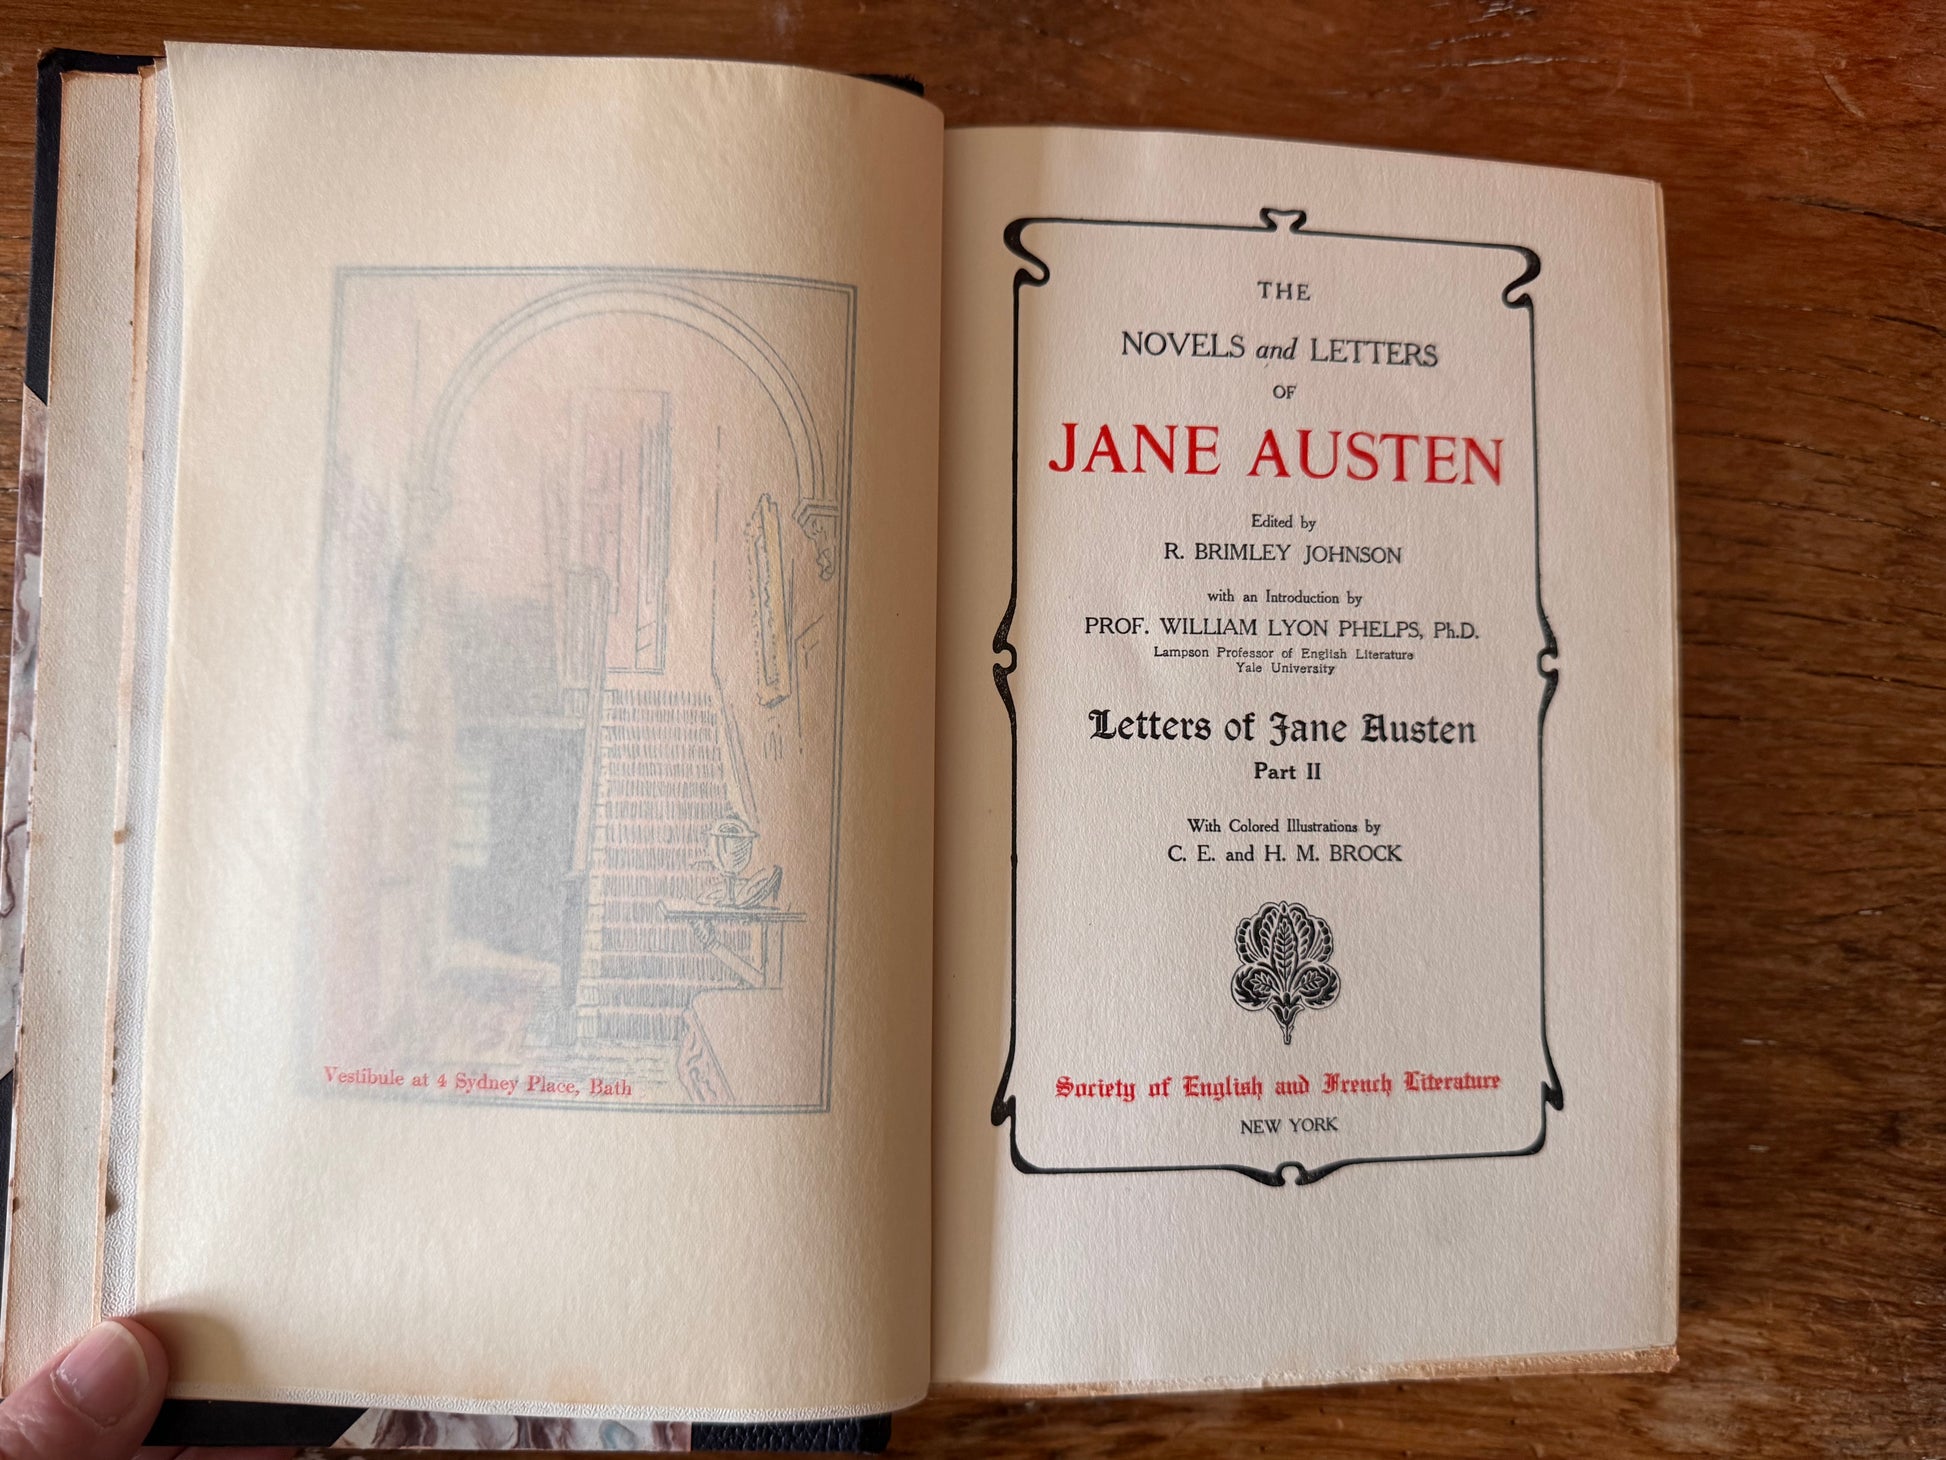 Vestibule at 4 Sydney Place, Bath
THE
NOVELS and LETTERS
OF
JANE AUSTEN
Edited by
R. BRIMLEY JOHNSON
with an Introduction by
PROF. WILLIAM LYON PHELPS, Ph.D.
Lampson Professor of English Literature
Yale University
Letters of Jane Austen
Part II
With Colored Illustrations by
C. E. and H. M. BROCK
Society of English and French Literature
NEW YORK